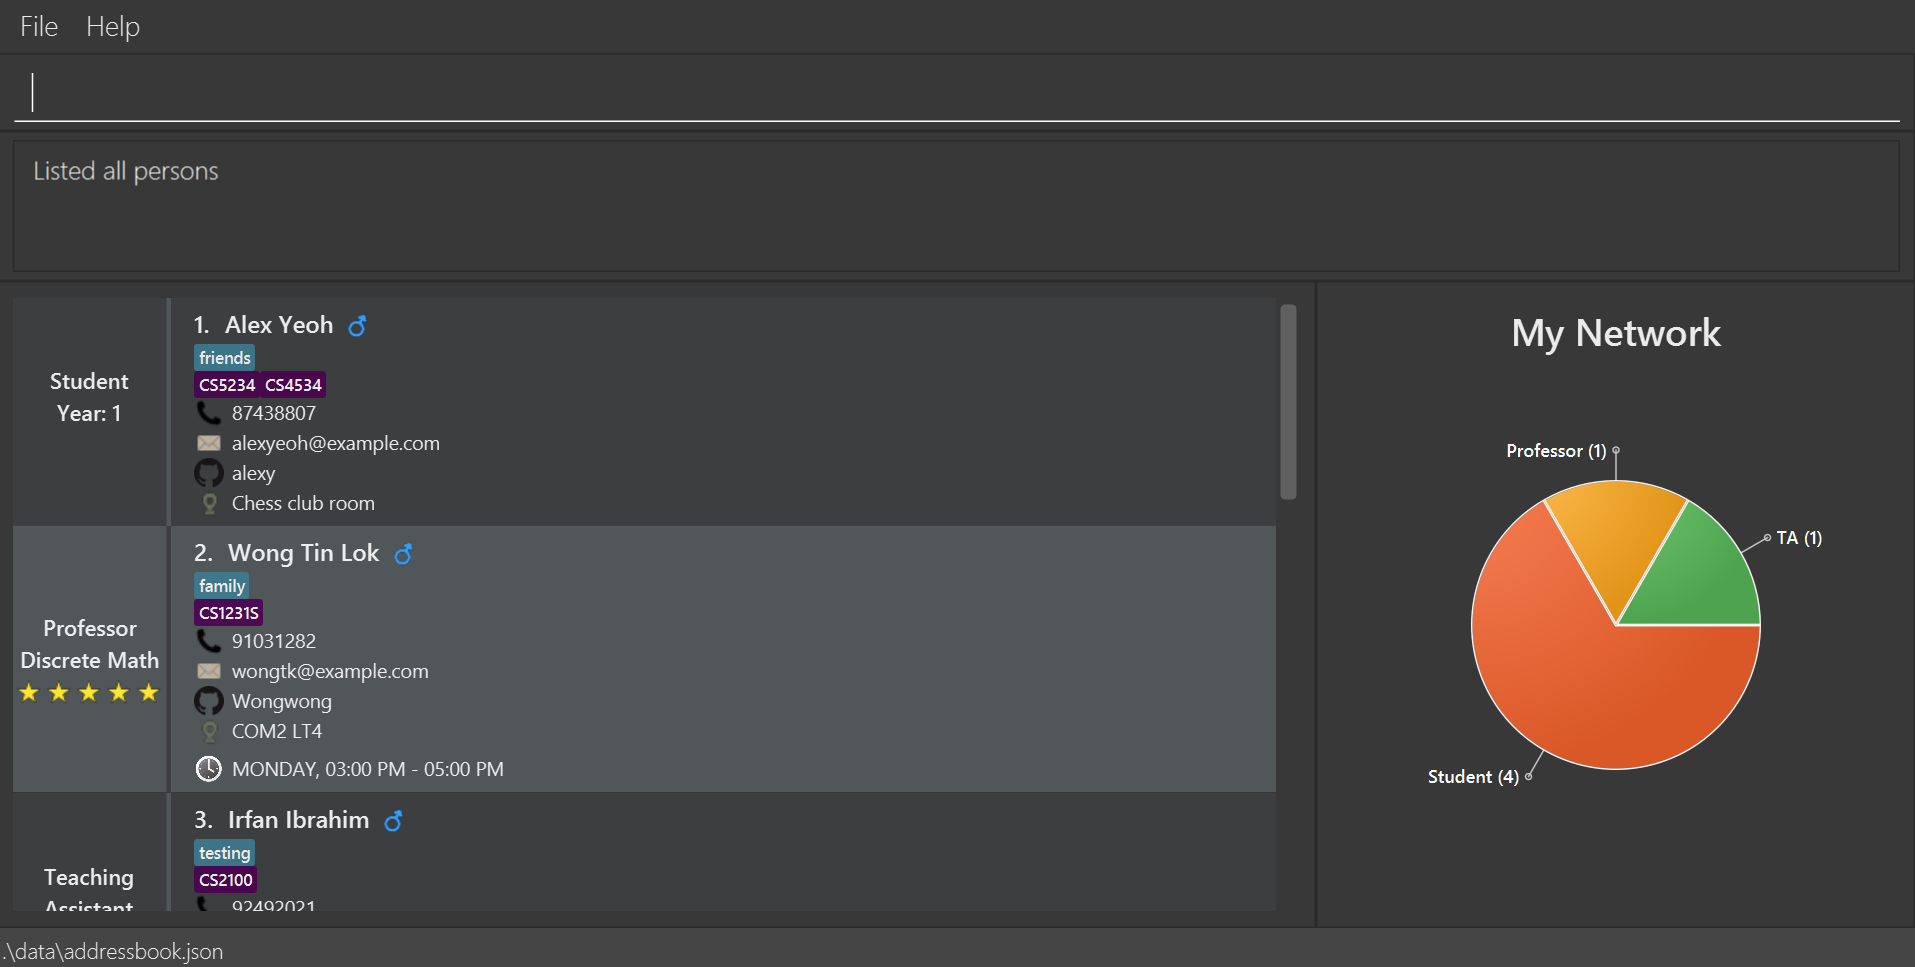 File Help
Listed all persons
Student
Year: 1
1. Alex Yeoh
friends
CS5234 CS4534
87438807
alexyeoh@example.com
alexy
Chess club room
Professor
Discrete Math
2. Wong Tin Lok
family
CS1231S
91031282
wongtk@example.com
Wongwong
COM2 LT4
MONDAY, 03:00 PM - 05:00 PM
Teaching
Assistant
3. Irfan Ibrahim
testing
CS2100
92492021
My Network
Professor (1)
TA (1)
Student (4)
.\data\addressbook.json